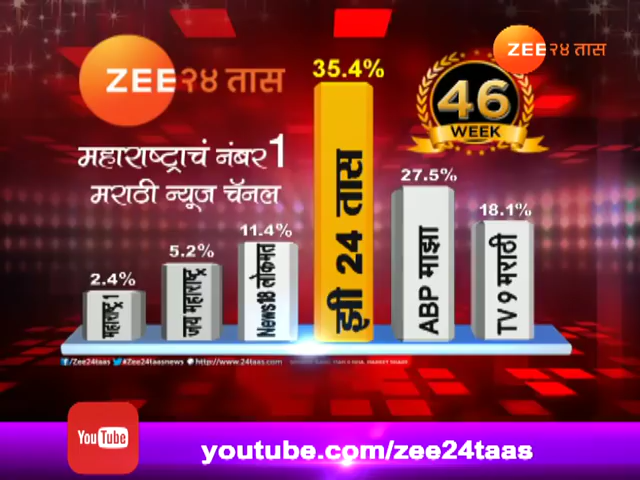 ZEE२४ तास
ZEE२४ तास
46
WEEK
महाराष्ट्राचं नंबर 1
मराठी न्यूज चॅनल
2.4%
5.2%
11.4%
35.4%
27.5%
18.1%
महाराष्ट्र 1
जय महाराष्ट्र
News18 लोकमत
झी 24 तास
ABP माझा
TV 9 मराठी
/Zee24taas #Zee24taasnews http://www.24taas.com
You Tube
youtube.com/zee24taas